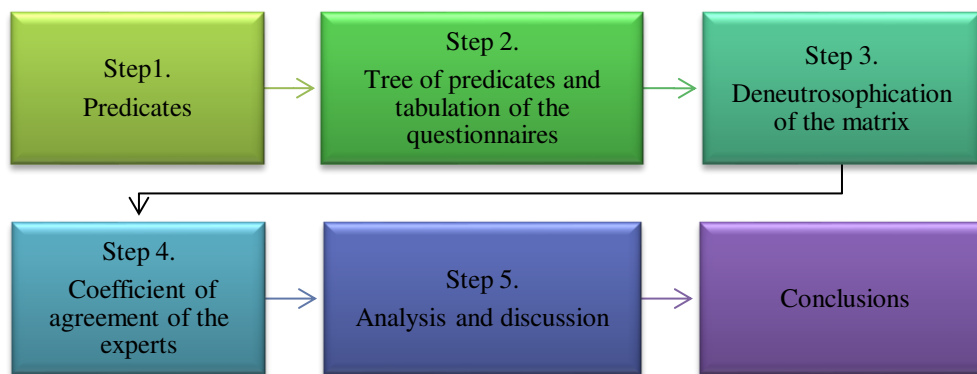 Step1.
Predicates
Step 2.
Tree of predicates and
tabulation of the
questionnaires
Step 3.
Deneutrosophication
of the matrix
Step 4.
Coefficient of
agreement of the
experts
Step 5.
Analysis and discussion
Conclusions